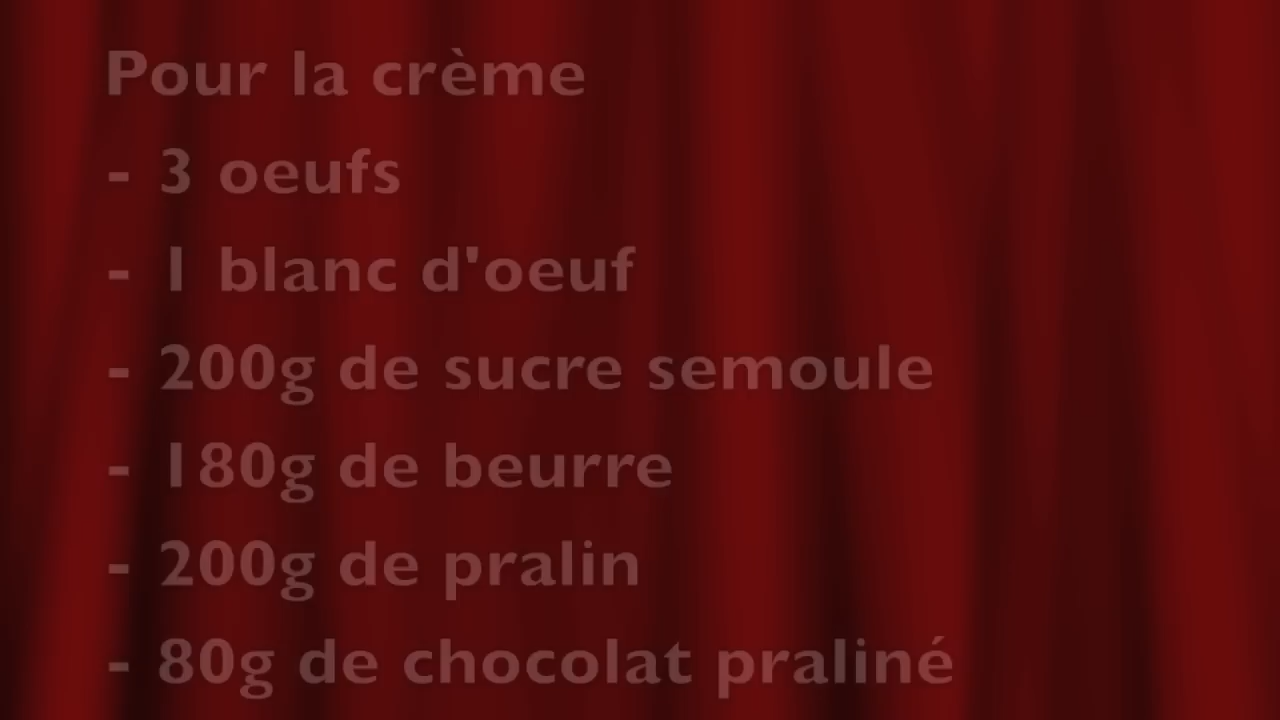 Pour la crème
- 3 oeufs
- 1 blanc d'oeuf
- 200g de sucre semoule
- 180g de beurre
- 200g de pralin
- 80g de chocolat praliné